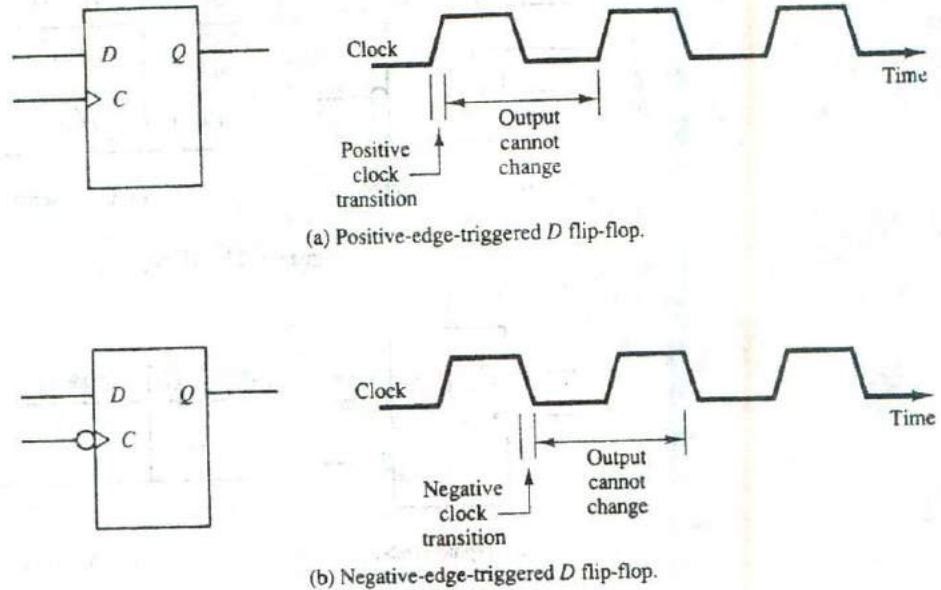 D Q
C
Clock
Time
Output
cannot
change
Positive
clock
transition
(a) Positive-edge-triggered D flip-flop.
D Q
C
Clock
Time
Output
cannot
change
Negative
clock
transition
(b) Negative-edge-triggered D flip-flop.